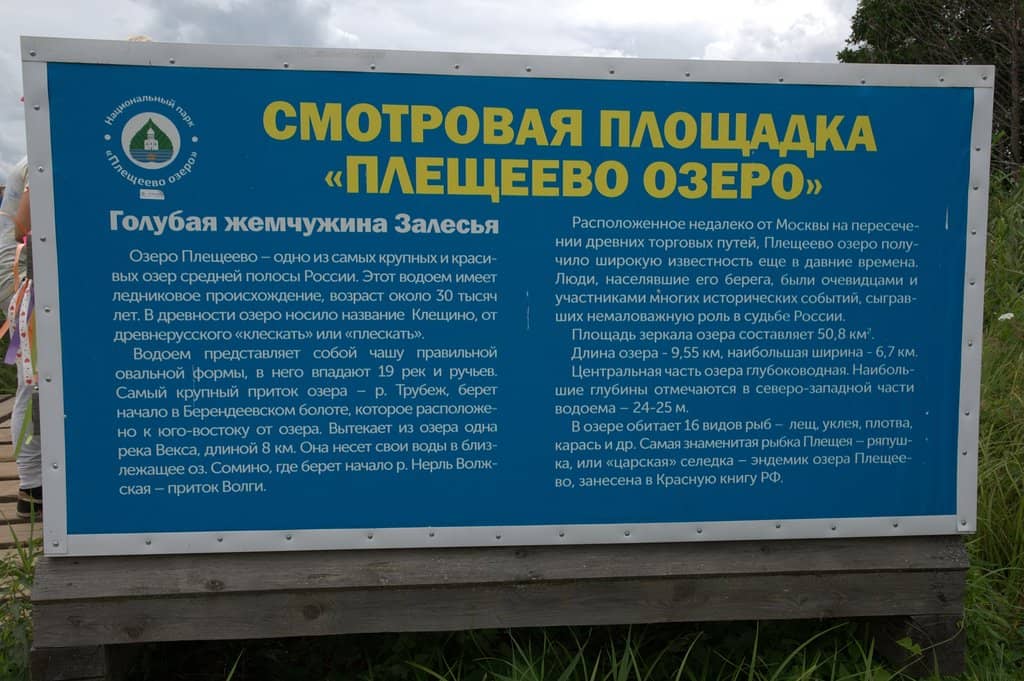 Национальный парк
«Плещеево озеро»
СМОТРОВАЯ ПЛОЩАДКА
«ПЛЕЩЕЕВО ОЗЕРО»
Голубая жемчужина Залесья
Озеро Плещеево – одно из самых крупных и краси-
вых озер средней полосы России. Этот водоем имеет
ледниковое происхождение, возраст около 30 тысяч
лет. В древности озеро носило название Клещино, от
древнерусского «клескать» или «плескать».
Водоем представляет собой чашу правильной
овальной формы, в него впадают 19 рек и ручьев.
Самый крупный приток озера – р. Трубеж, берет
начало в Берендеевском болоте, которое расположе-
но к юго-востоку от озера. Вытекает из озера одна
река Векса, длиной 8 км. Она несет свои воды в близ-
лежащее оз. Сомино, где берет начало р. Нерль Волж-
ская – приток Волги.
Расположенное недалеко от Москвы на пересече-
нии древних торговых путей, Плещеево озеро полу-
чило широкую известность еще в давние времена.
Люди, населявшие его берега, были очевидцами и
участниками многих исторических событий, сыграв-
ших немаловажную роль в судьбе России.
Площадь зеркала озера составляет 50,8 км².
Длина озера - 9,55 км, наибольшая ширина - 6,7 км.
Центральная часть озера глубоководная. Наиболь-
шие глубины отмечаются в северо-западной части
водоема – 24-25 м.
В озере обитает 16 видов рыб – лещ, уклея, плотва,
карась и др. Самая знаменитая рыбка Плещея – ряпуш-
ка, или «царская» селедка – эндемик озера Плещее-
во, занесена в Красную книгу РФ.